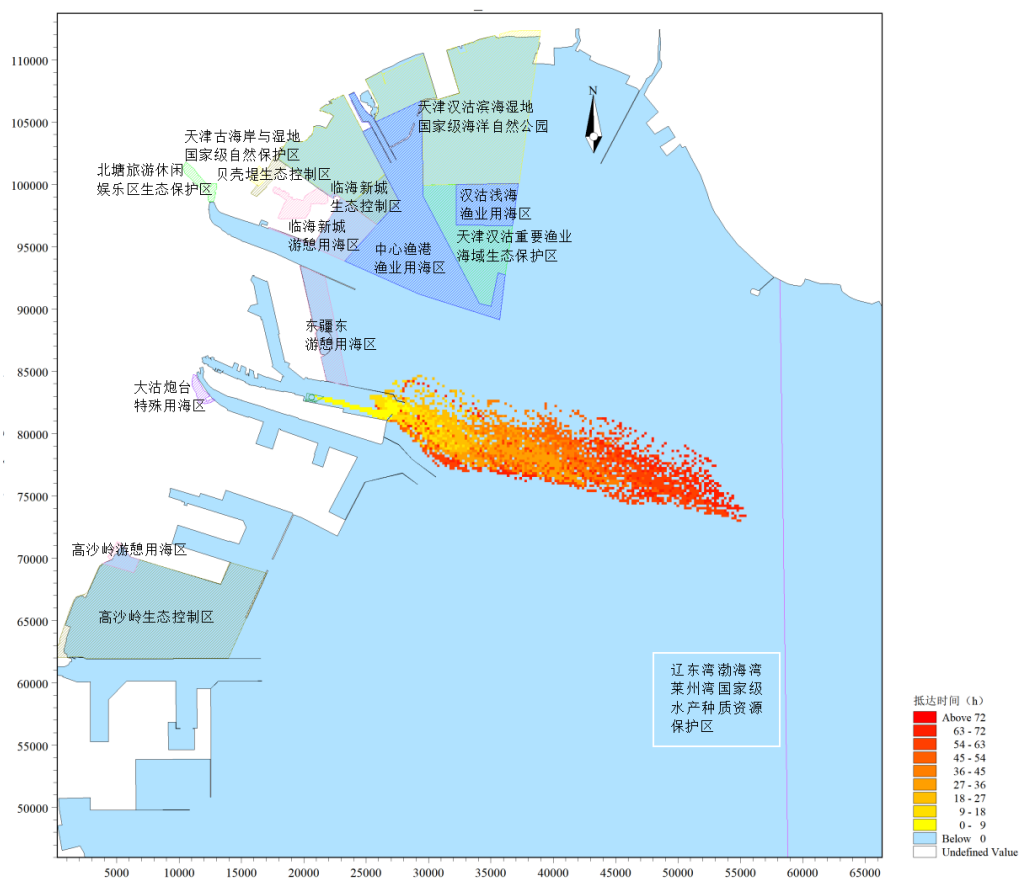 110000
105000
100000
95000
90000
85000
80000
75000
70000
65000
60000
55000
50000
N
天津汉沽滨海湿地
国家级海洋自然公园
天津古海岸与湿地
国家级自然保护区
贝壳堤生态控制区
北塘旅游休闲
娱乐区生态保护区
临海新城
生态控制区
汉沽浅海
渔业用海区
临海新城
游憩用海区
中心渔港
渔业用海区
天津汉沽重要渔业
海域生态保护区
东疆东
游憩用海区
大沽炮台
特殊用海区
高沙岭游憩用海区
高沙岭生态控制区
辽东湾渤海湾
莱州湾国家级
水产种质资源
保护区
抵达时间（h）
Above 72
63 - 72
54 - 63
45 - 54
36 - 45
27 - 36
18 - 27
9 - 18
0 - 9
Below 0
Undefined Value
5000
10000
15000
20000
25000
30000
35000
40000
45000
50000
55000
60000
65000